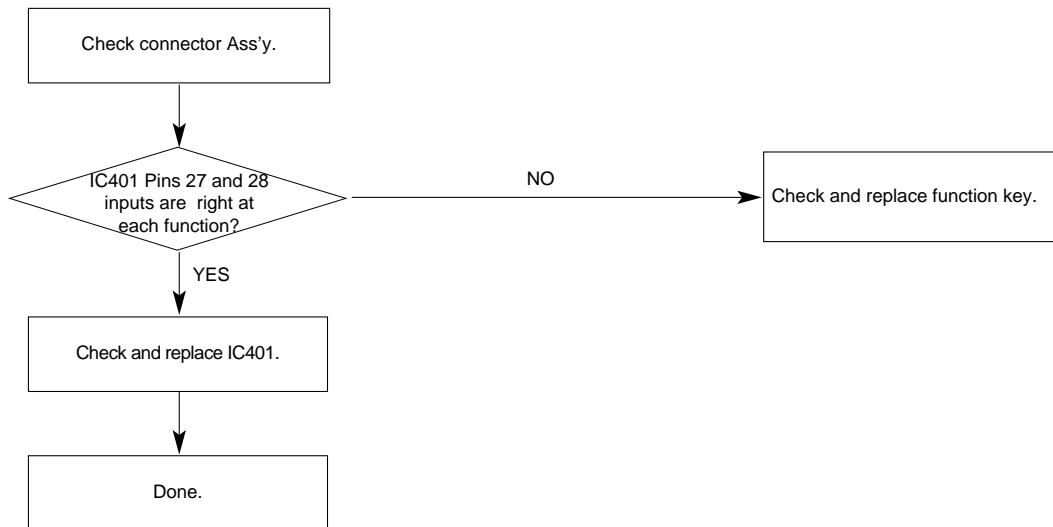 Check connector Ass'y.
IC401 Pins 27 and 28
inputs are right at
each function?
NO
Check and replace function key.
YES
Check and replace IC401.
Done.